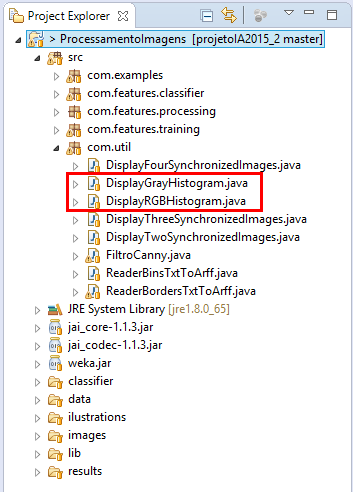 Project Explorer
> ProcessamentoImagens [projetoIA2015_2 master]
src
com.examples
com.features.classifier
com.features.processing
com.features.training
com.util
DisplayFourSynchronizedImages.java
DisplayGrayHistogram.java
DisplayRGBHistogram.java
DisplayThreeSynchronizedImages.java
DisplayTwoSynchronizedImages.java
FiltroCanny.java
ReaderBinsTxtToArff.java
ReaderBordersTxtToArff.java
JRE System Library [jre1.8.0_65]
jai_core-1.1.3.jar
jai_codec-1.1.3.jar
weka.jar
classifier
data
ilustrations
images
lib
results